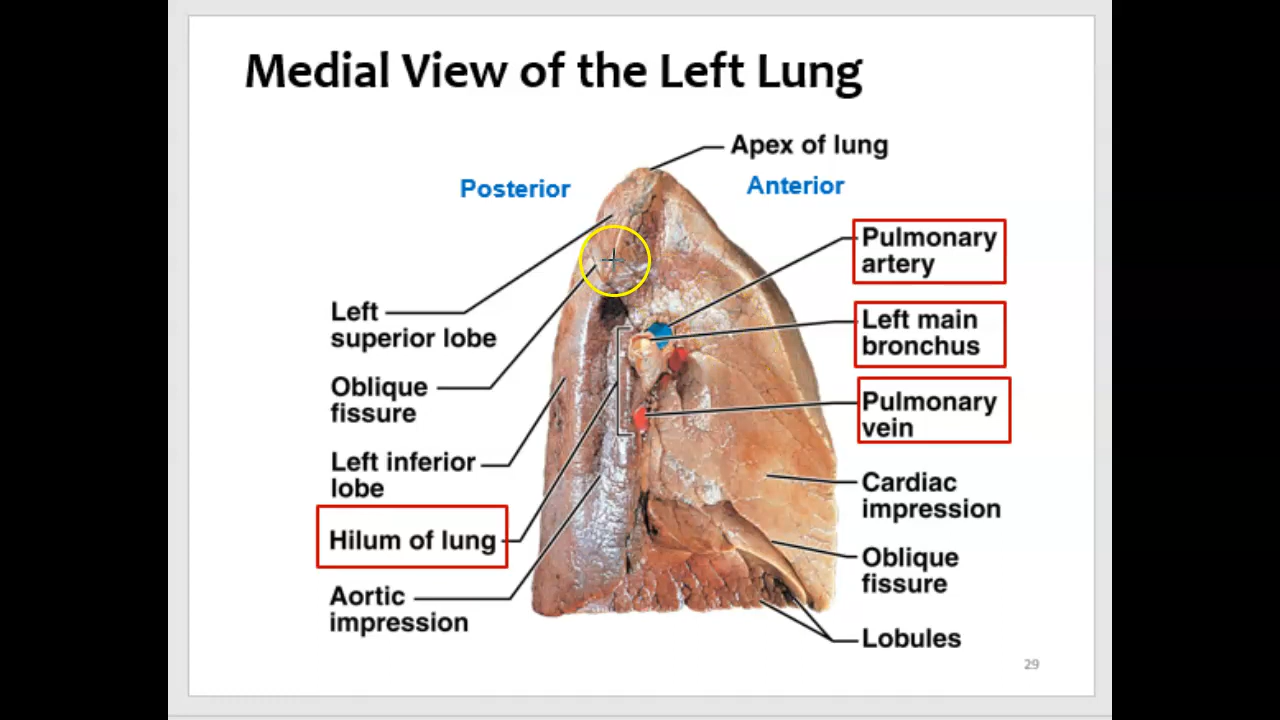 Medial View of the Left Lung
Apex of lung
Posterior
Anterior
Pulmonary
artery
Left main
bronchus
Pulmonary
vein
Cardiac
impression
Oblique
fissure
Lobules
Left
superior lobe
Oblique
fissure
Left inferior
lobe
Hilum of lung
Aortic
impression
29